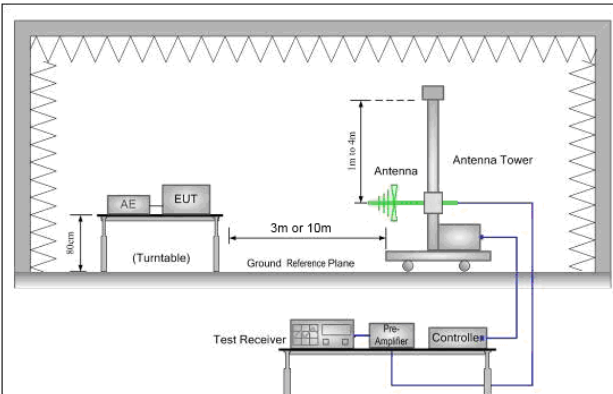 1m to 4m
Antenna
Antenna Tower
AE
EUT
3m or 10m
80cm
(Turntable)
Ground Reference Plane
Test Receiver
Pre-
Amplifier
Controller